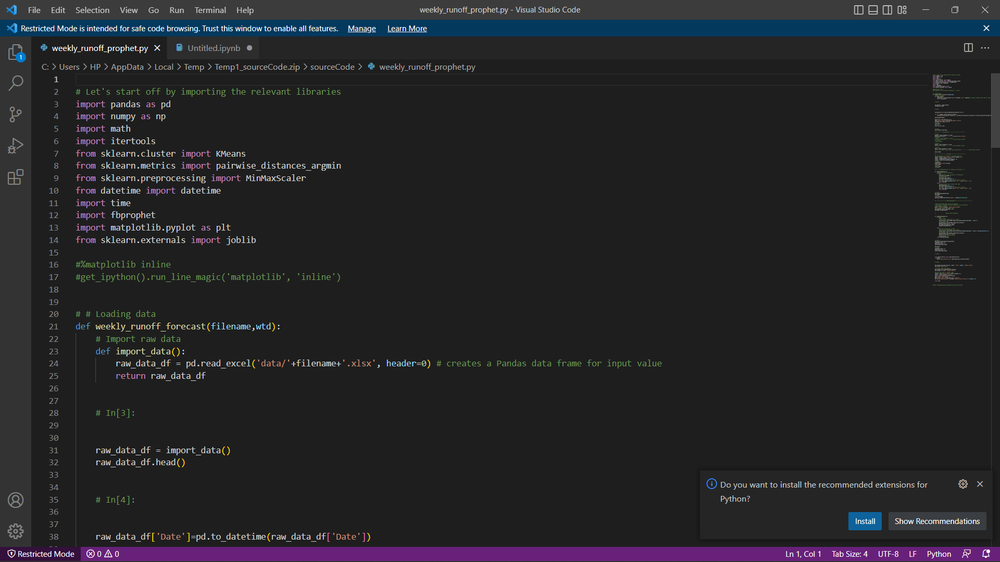 File Edit Selection View Go Run Terminal Help weekly_runoff_prophet.py - Visual Studio Code
Restricted Mode is intended for safe code browsing. Trust this window to enable all features. Manage Learn More
weekly_runoff_prophet.py Untitled.ipynb
1
C: > Users > HP > AppData > Local > Temp > Temp1_sourceCode.zip > sourceCode > weekly_runoff_prophet.py
1
2 # Let's start off by importing the relevant libraries
3 import pandas as pd
4 import numpy as np
5 import math
6 import itertools
7 from sklearn.cluster import KMeans
8 from sklearn.metrics import pairwise_distances_argmin
9 from sklearn.preprocessing import MinMaxScaler
10 from datetime import datetime
11 import time
12 import fbprophet
13 import matplotlib.pyplot as plt
14 from sklearn.externals import joblib
15
16 #%matplotlib inline
17 #get_ipython().run_line_magic('matplotlib', 'inline')
18
19
20 # # Loading data
21 def weekly_runoff_forecast(filename,wtd):
22     # Import raw data
23     def import_data():
24         raw_data_df = pd.read_excel('data/'+filename+'.xlsx', header=0) # creates a Pandas data frame for input value
25         return raw_data_df
26
27
28     # In[3]:
29
30
31     raw_data_df = import_data()
32     raw_data_df.head()
33
34
35     # In[4]:
36
37
38     raw_data_df['Date']=pd.to_datetime(raw_data_df['Date'])
Do you want to install the recommended extensions for
Python?
Install Show Recommendations
Restricted Mode 0 0 Ln 1, Col 1 Tab Size: 4 UTF-8 LF Python